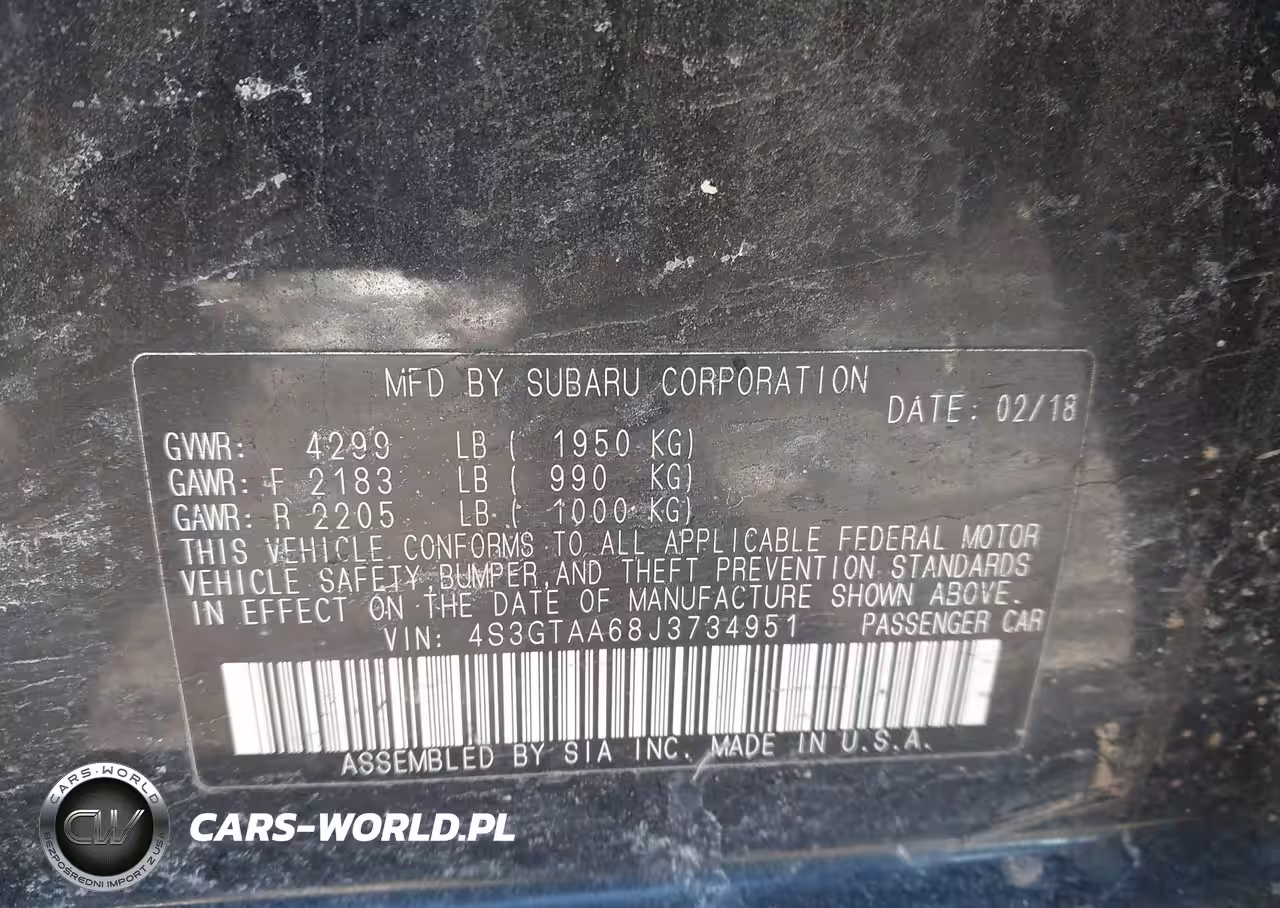 MFD BY SUBARU CORPORATION
DATE: 02/18
GVWR: 4299 LB ( 1950 KG)
GAWR: F 2183 LB ( 990 KG)
GAWR: R 2205 LB ( 1000 KG)
THIS VEHICLE CONFORMS TO ALL APPLICABLE FEDERAL MOTOR
VEHICLE SAFETY, BUMPER, AND THEFT PREVENTION STANDARDS
IN EFFECT ON THE DATE OF MANUFACTURE SHOWN ABOVE.
VIN: 4S3GTAA68J3734951 PASSENGER CAR
ASSEMBLED BY SIA INC. MADE IN U.S.A.
CARS-WORLD
CW
BEZPOŚREDNI IMPORT Z USA
CARS-WORLD.PL